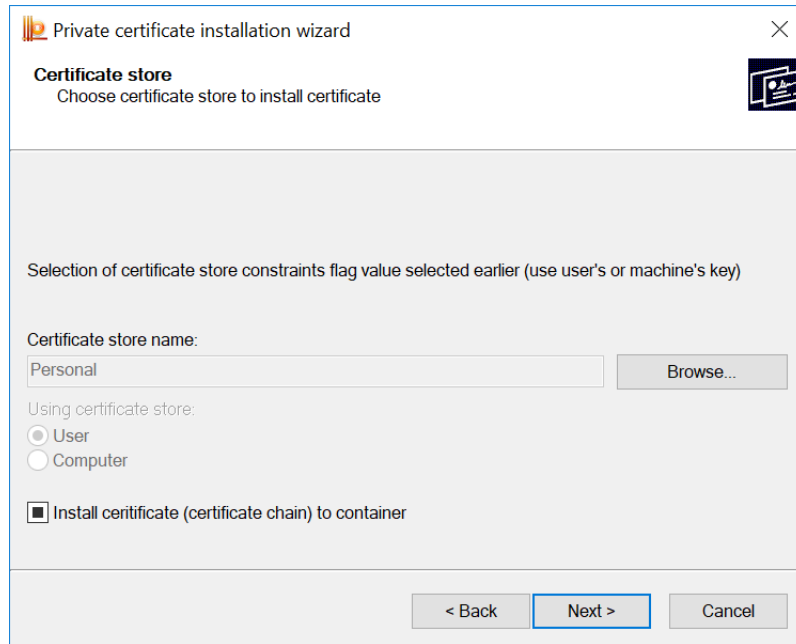 Private certificate installation wizard
Certificate store
Choose certificate store to install certificate
Selection of certificate store constraints flag value selected earlier (use user's or machine's key)
Certificate store name:
Personal
Browse...
Using certificate store:
User
Computer
Install ceritificate (certificate chain) to container
< Back
Next >
Cancel